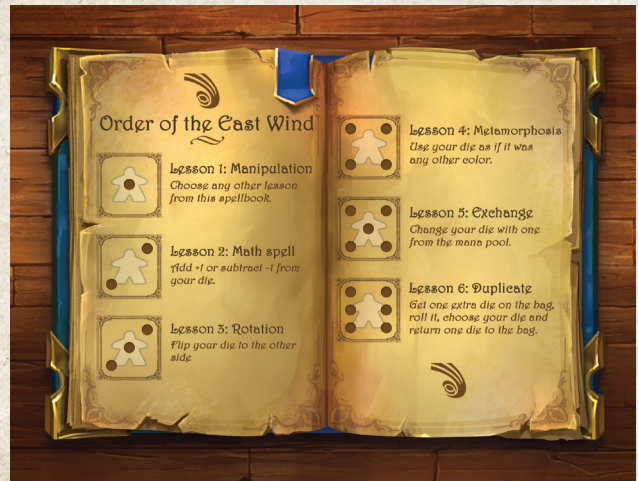 Order of the East Wind
Lesson 1: Manipulation
Choose any other lesson
from this spellbook.
Lesson 2: Math spell
Add +1 or subtract -1 from
your die.
Lesson 3: Rotation
Flip your die to the other
side
Lesson 4: Metamorphosis
Use your die as if it was
any other color.
Lesson 5: Exchange
Change your die with one
from the mana pool.
Lesson 6: Duplicate
Get one extra die on the bag,
roll it, choose your die and
return one die to the bag.